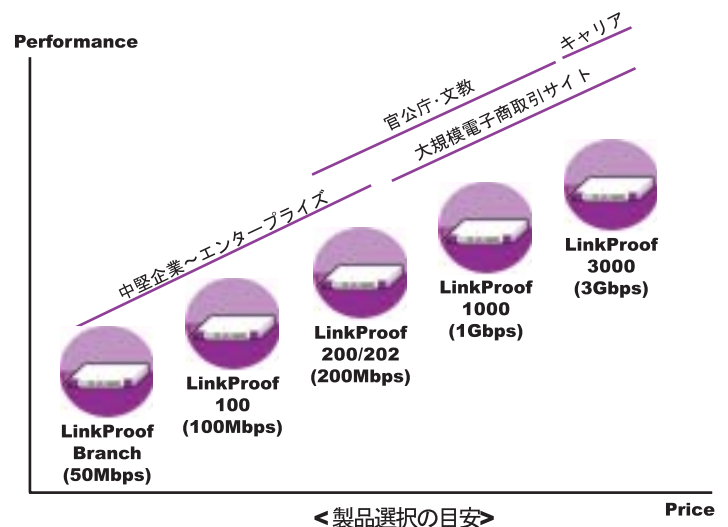 Performance
キャリア
官公庁・文教
大規模電子商取引サイト
中堅企業～エンタープライズ
LinkProof
3000
(3Gbps)
LinkProof
1000
(1Gbps)
LinkProof
200/202
(200Mbps)
LinkProof
100
(100Mbps)
LinkProof
Branch
(50Mbps)
Price
<製品選択の目安>